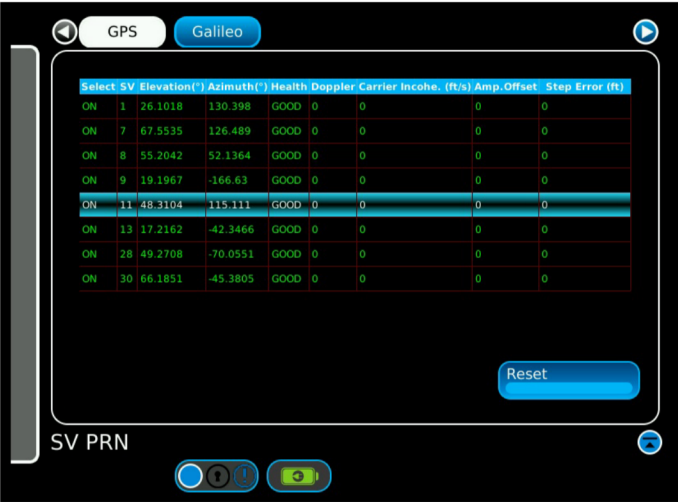 GPS Galileo
Select SV Elevation(°) Azimuth(°) Health Doppler Carrier Incohe. (ft/s) Amp.Offset Step Error (ft)
ON 1 26.1018 130.398 GOOD 0 0 0 0
ON 7 67.5535 126.489 GOOD 0 0 0 0
ON 8 55.2042 52.1364 GOOD 0 0 0 0
ON 9 19.1967 -166.63 GOOD 0 0 0 0
ON 11 48.3104 115.111 GOOD 0 0 0 0
ON 13 17.2162 -42.3466 GOOD 0 0 0 0
ON 28 49.2708 -70.0551 GOOD 0 0 0 0
ON 30 66.1851 -45.3805 GOOD 0 0 0 0
Reset
SV PRN